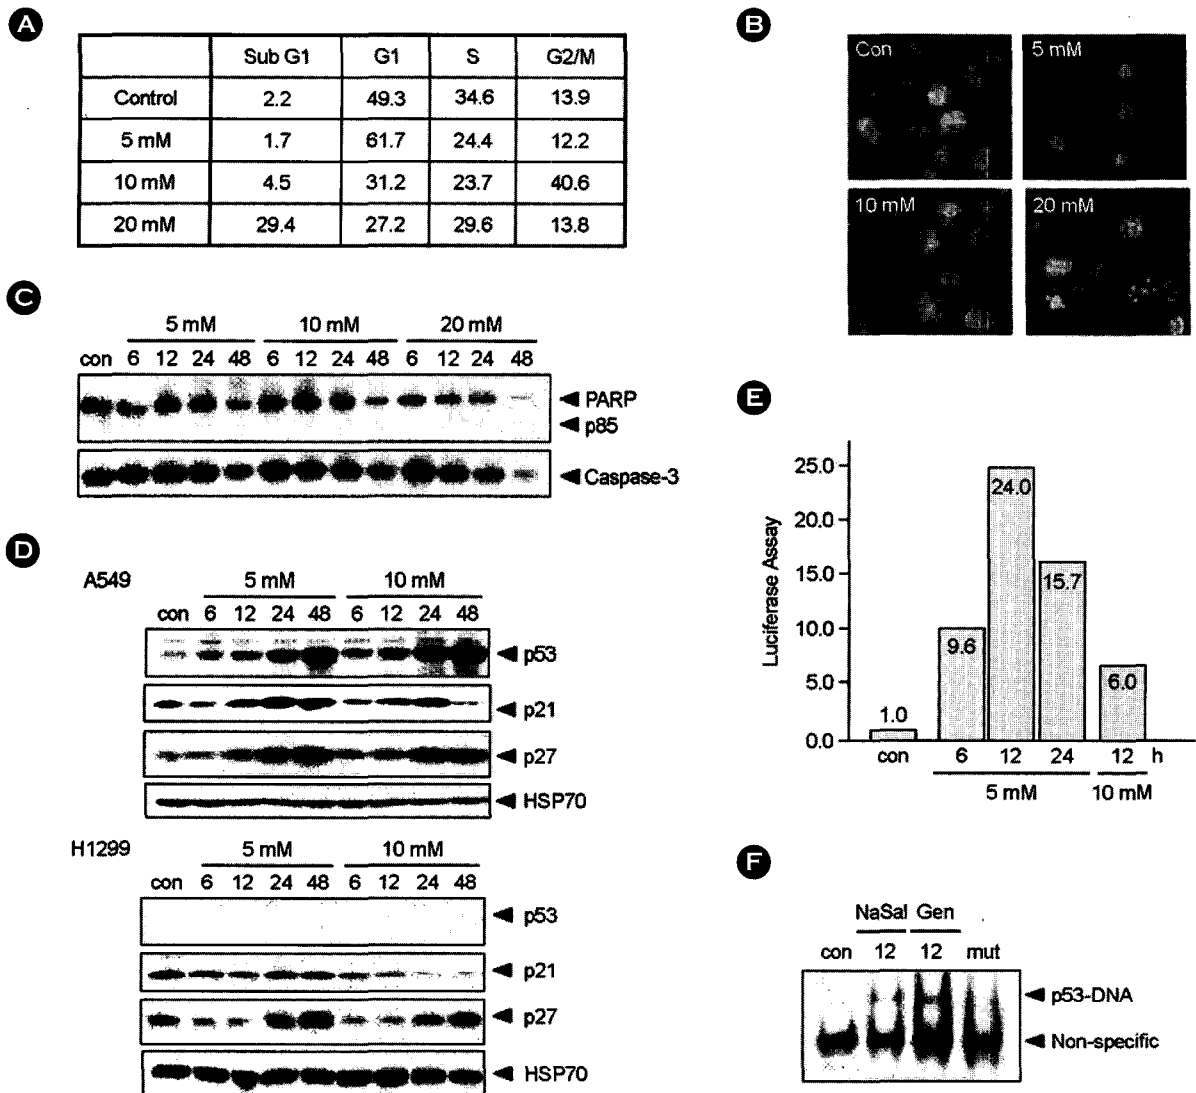 A
Sub G1 G1 S G2/M
Control 2.2 49.3 34.6 13.9
5 mM 1.7 61.7 24.4 12.2
10 mM 4.5 31.2 23.7 40.6
20 mM 29.4 27.2 29.6 13.8
B
Con 5 mM
10 mM 20 mM
C
5 mM 10 mM 20 mM
con 6 12 24 48 6 12 24 48 6 12 24 48
PARP
p85
Caspase-3
D
A549 5 mM 10 mM
con 6 12 24 48 6 12 24 48
p53
p21
p27
HSP70
H1299 5 mM 10 mM
con 6 12 24 48 6 12 24 48
p53
p21
p27
HSP70
E
Luciferase Assay
25.0
20.0
15.0
10.0
5.0
0.0
1.0 9.6 24.0 15.7 6.0
con 6 12 24 12 h
5 mM 10 mM
F
NaSal Gen
con 12 12 mut
p53-DNA
Non-specific